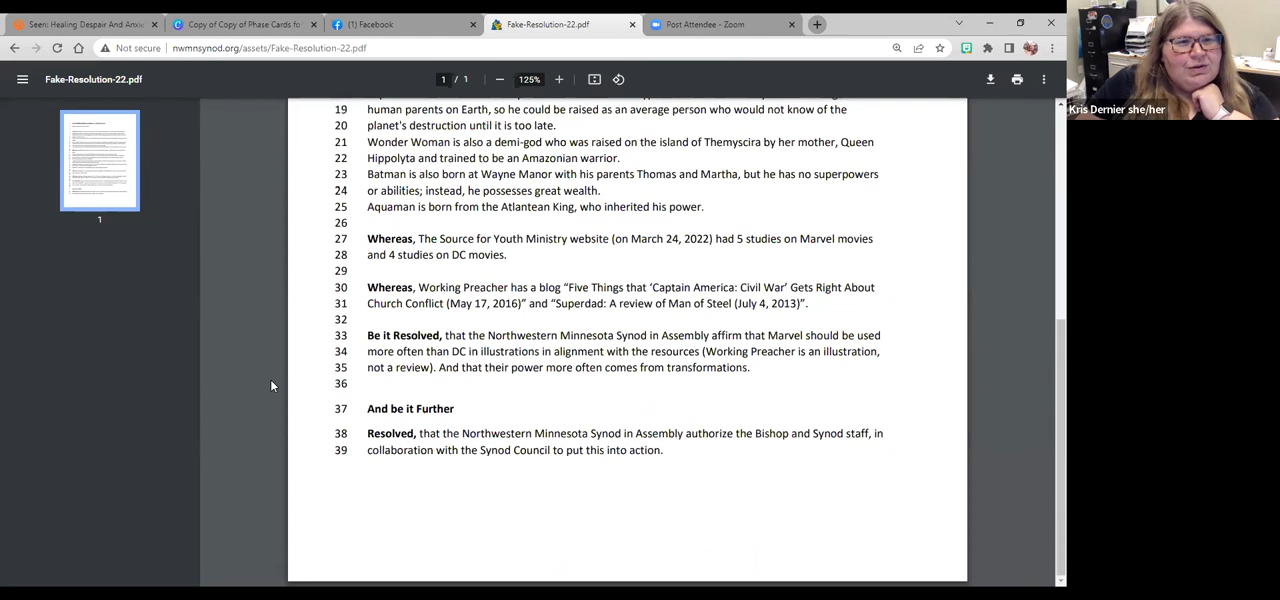 Seen: Healing Despair And Anxie
Copy of Copy of Phase Cards for
(1) Facebook
Fake-Resolution-22.pdf
Post Attendee - Zoom
Not secure | nwmnsynod.org/assets/Fake-Resolution-22.pdf
Fake-Resolution-22.pdf
1 / 1
125%
Kris Dernier she/her
1
19 human parents on Earth, so he could be raised as an average person who would not know of the
20 planet's destruction until it is too late.
21 Wonder Woman is also a demi-god who was raised on the island of Themyscira by her mother, Queen
22 Hippolyta and trained to be an Amazonian warrior.
23 Batman is also born at Wayne Manor with his parents Thomas and Martha, but he has no superpowers
24 or abilities; instead, he possesses great wealth.
25 Aquaman is born from the Atlantean King, who inherited his power.
26
27 Whereas, The Source for Youth Ministry website (on March 24, 2022) had 5 studies on Marvel movies
28 and 4 studies on DC movies.
29
30 Whereas, Working Preacher has a blog “Five Things that ‘Captain America: Civil War’ Gets Right About
31 Church Conflict (May 17, 2016)” and “Superdad: A review of Man of Steel (July 4, 2013)”.
32
33 Be it Resolved, that the Northwestern Minnesota Synod in Assembly affirm that Marvel should be used
34 more often than DC in illustrations in alignment with the resources (Working Preacher is an illustration,
35 not a review). And that their power more often comes from transformations.
36
37 And be it Further
38 Resolved, that the Northwestern Minnesota Synod in Assembly authorize the Bishop and Synod staff, in
39 collaboration with the Synod Council to put this into action.